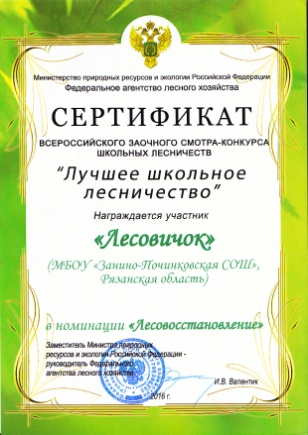 Министерство природных ресурсов и экологии Российской Федерации
Федеральное агентство лесного хозяйства
СЕРТИФИКАТ
ВСЕРОССИЙСКОГО ЗАОЧНОГО СМОТРА-КОНКУРСА
ШКОЛЬНЫХ ЛЕСНИЧЕСТВ
"Лучшее школьное
лесничество"
Награждается участник
«Лесовичок»
(МБОУ «Занино-Починковская СОШ»,
Рязанская область)
в номинации «Лесовосстановление»
Заместитель Министра природных
ресурсов и экологии Российской Федерации -
руководитель Федерального
агентства лесного хозяйства
И.В. Валентик
2016 г.